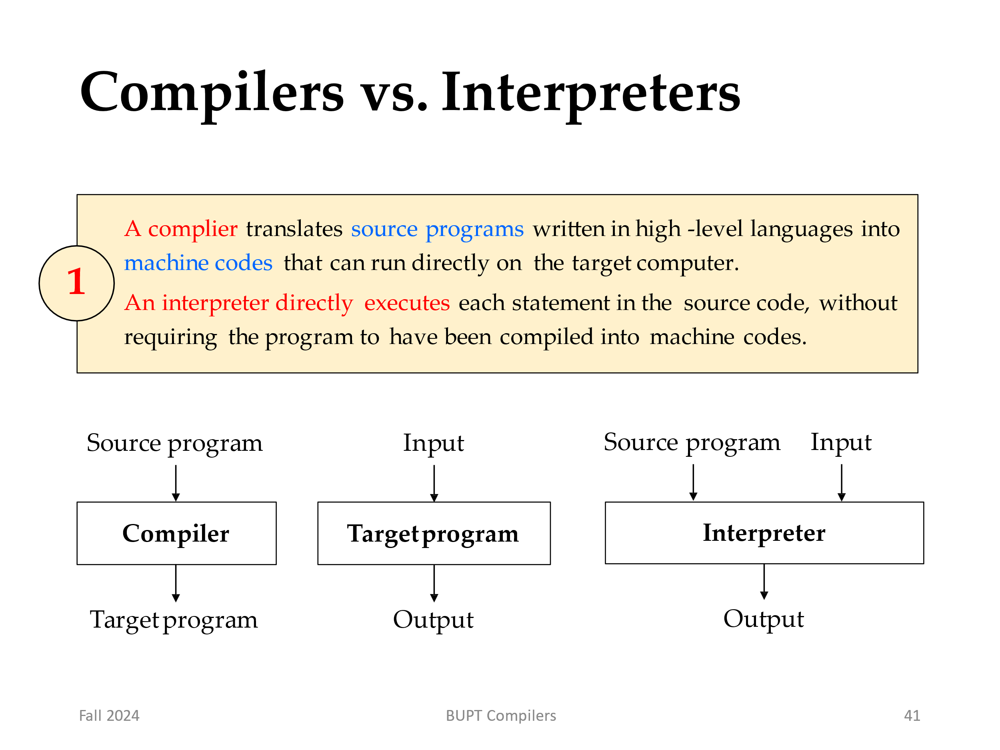 Compilers vs. Interpreters
A complier translates source programs written in high -level languages into
machine codes that can run directly on the target computer.
1
An interpreter directly executes each statement in the source code, without
requiring the program to have been compiled into machine codes.
Source program
Input
Source program
Input
Compiler
Target program
Interpreter
Target program
Output
Output
Fall 2024
BUPT Compilers
41